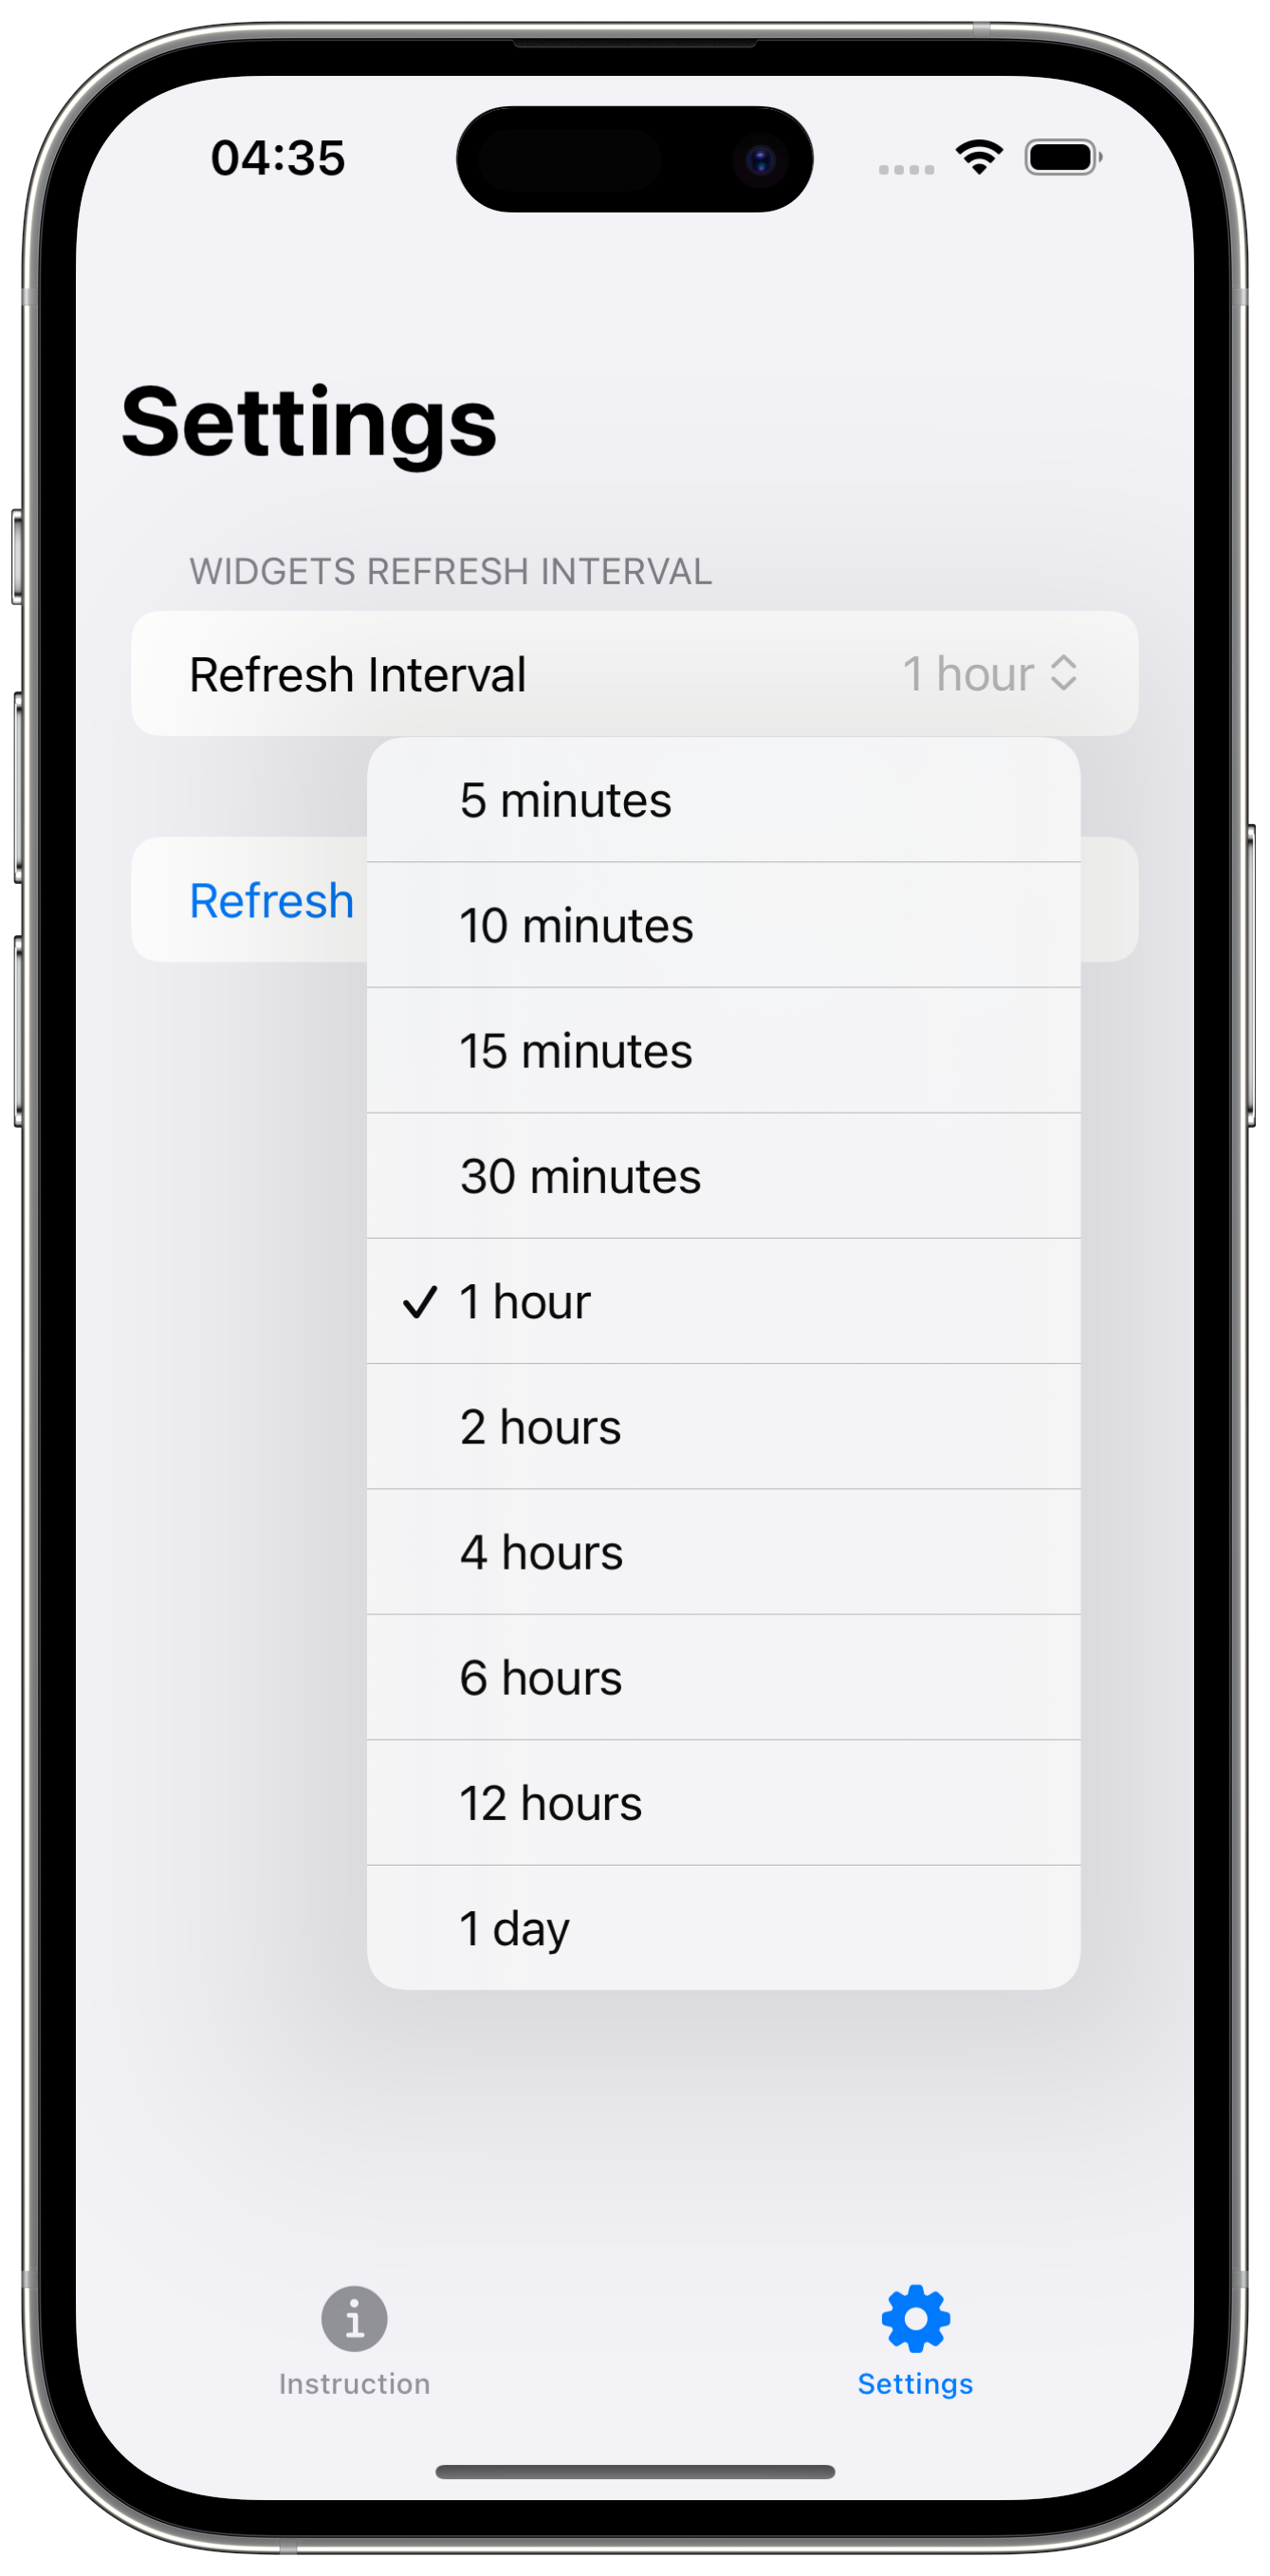 04:35
Settings
WIDGETS REFRESH INTERVAL
Refresh Interval 1 hour
5 minutes
Refresh
10 minutes
15 minutes
30 minutes
1 hour
2 hours
4 hours
6 hours
12 hours
1 day
Instruction
Settings